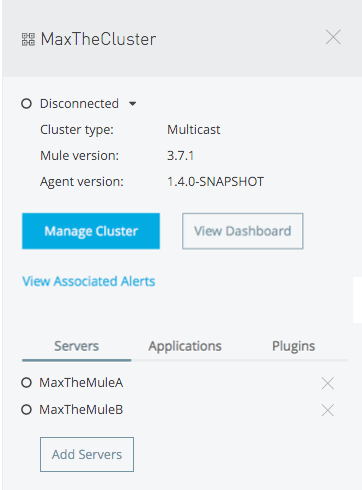 MaxTheCluster
Disconnected
Cluster type: Multicast
Mule version: 3.7.1
Agent version: 1.4.0-SNAPSHOT
Manage Cluster View Dashboard
View Associated Alerts
Servers Applications Plugins
MaxTheMuleA
MaxTheMuleB
Add Servers